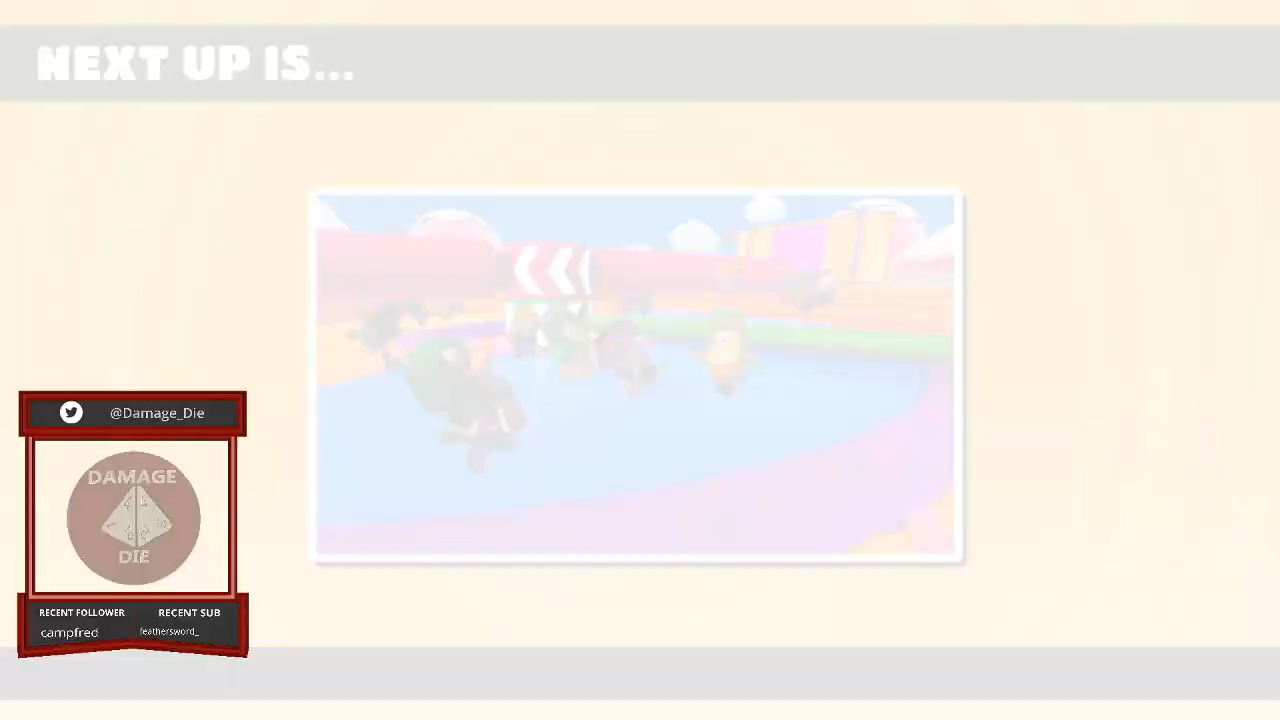 NEXT UP IS...
@Damage_Die
DAMAGE
DIE
RECENT FOLLOWER RECENT SUB
campfred feathersword_